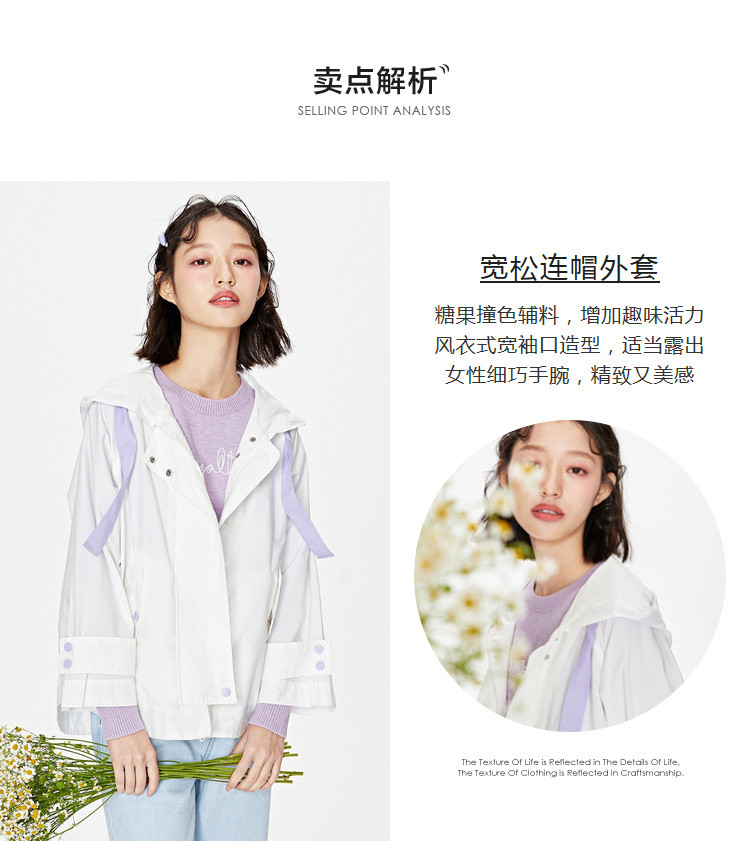 卖点解析
SELLING POINT ANALYSIS
宽松连帽外套
糖果撞色辅料，增加趣味活力
风衣式宽袖口造型，适当露出
女性细巧手腕，精致又美感
The Texture Of Life is Reflected in The Details Of Life,
The Texture Of Clothing is Reflected in Craftsmanship.